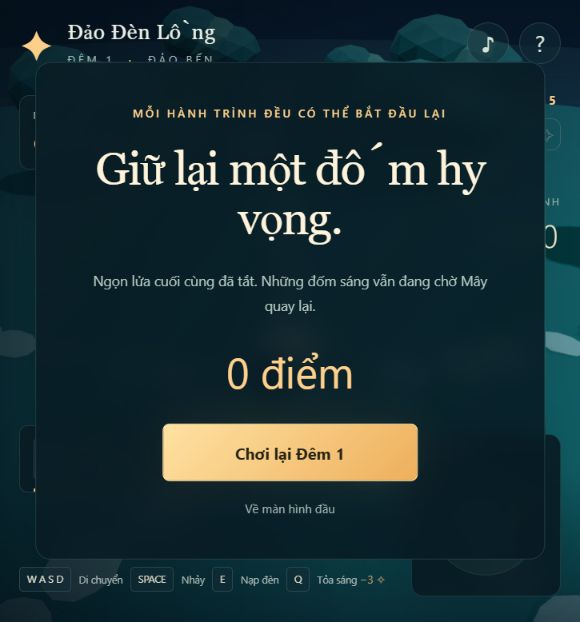 Đảo Đèn Lồng
ĐÊM 1 · ĐẢO BẾN
♪
?
5
MỖI HÀNH TRÌNH ĐỀU CÓ THỂ BẮT ĐẦU LẠI
Giữ lại một đốm hy
vọng.
NH
0
Ngọn lửa cuối cùng đã tắt. Những đốm sáng vẫn đang chờ Mây
quay lại.
0 điểm
Chơi lại Đêm 1
Về màn hình đầu
WASD Di chuyển SPACE Nhảy E Nạp đèn Q Tỏa sáng −3 ✧